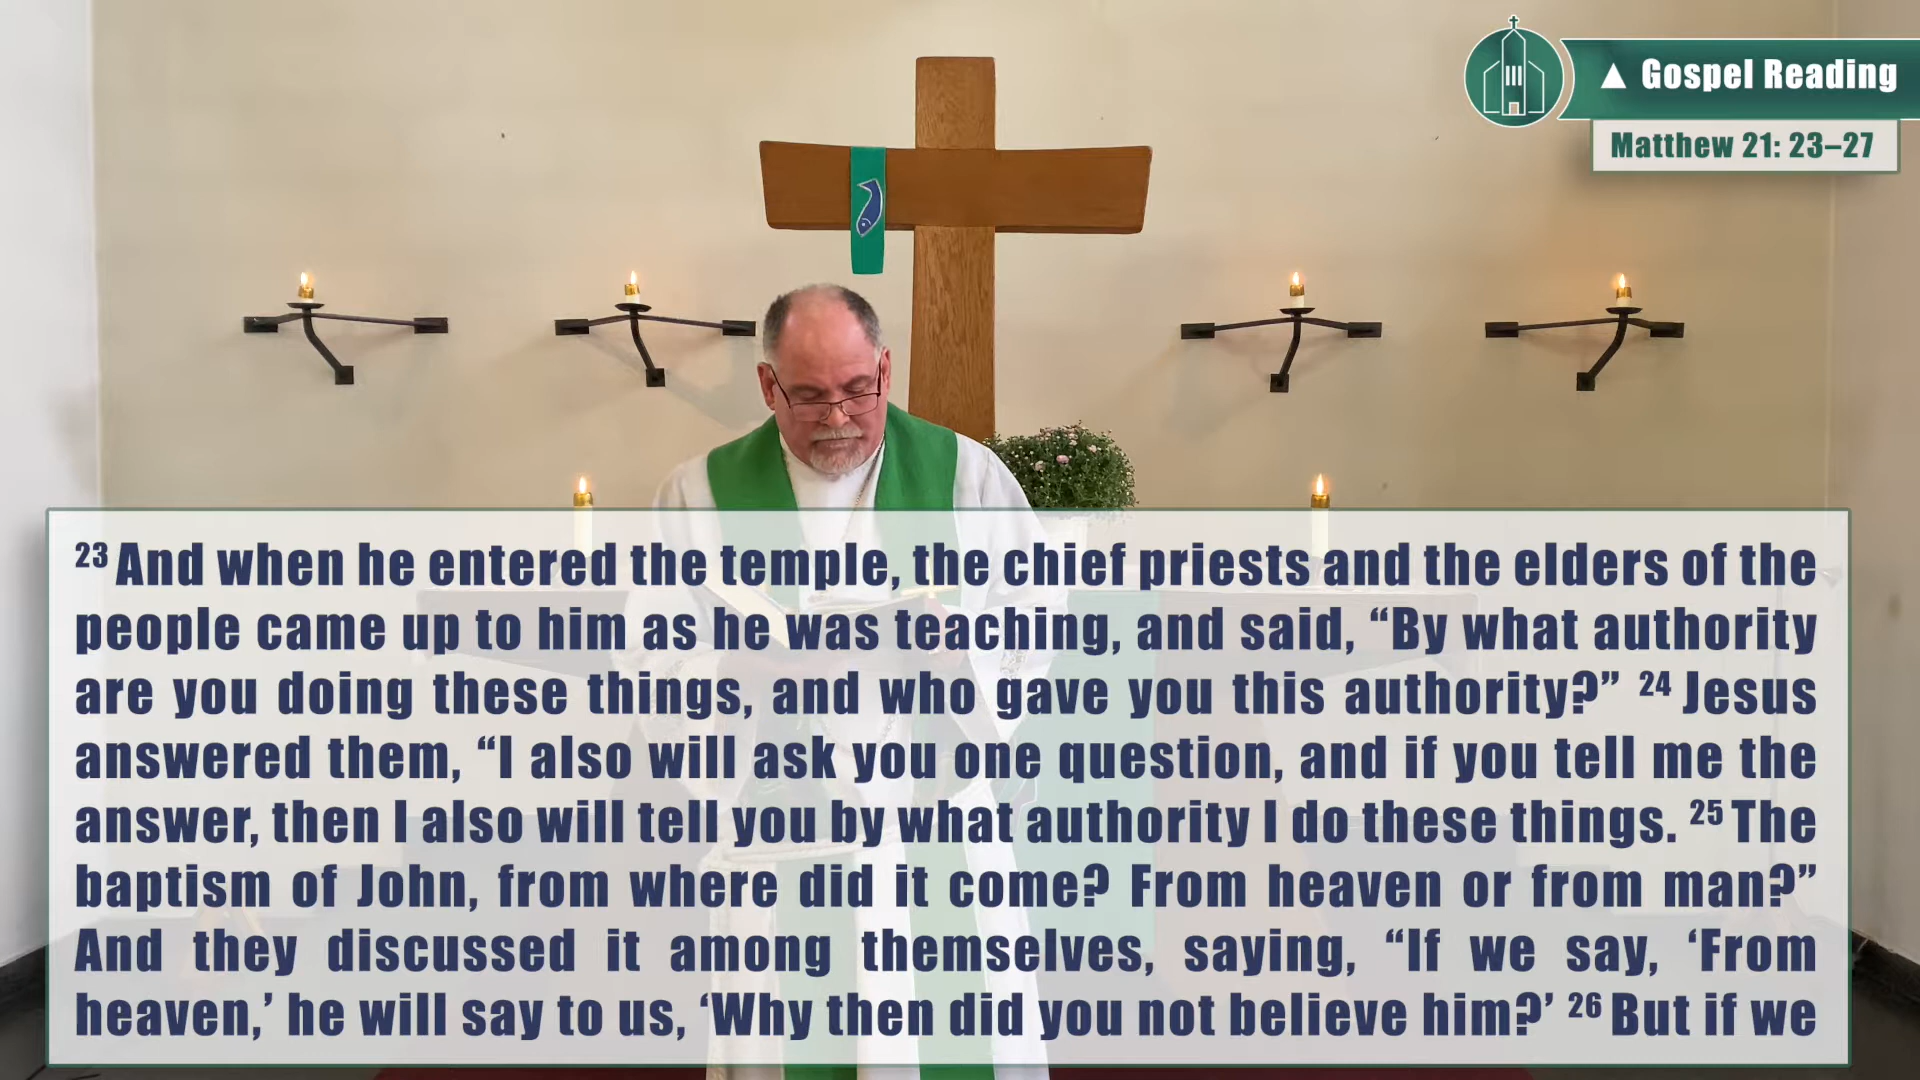 ▲ Gospel Reading
Matthew 21: 23–27
²³ And when he entered the temple, the chief priests and the elders of the
people came up to him as he was teaching, and said, “By what authority
are you doing these things, and who gave you this authority?” ²⁴ Jesus
answered them, “I also will ask you one question, and if you tell me the
answer, then I also will tell you by what authority I do these things. ²⁵ The
baptism of John, from where did it come? From heaven or from man?”
And they discussed it among themselves, saying, “If we say, ‘From
heaven,’ he will say to us, ‘Why then did you not believe him?’ ²⁶ But if we